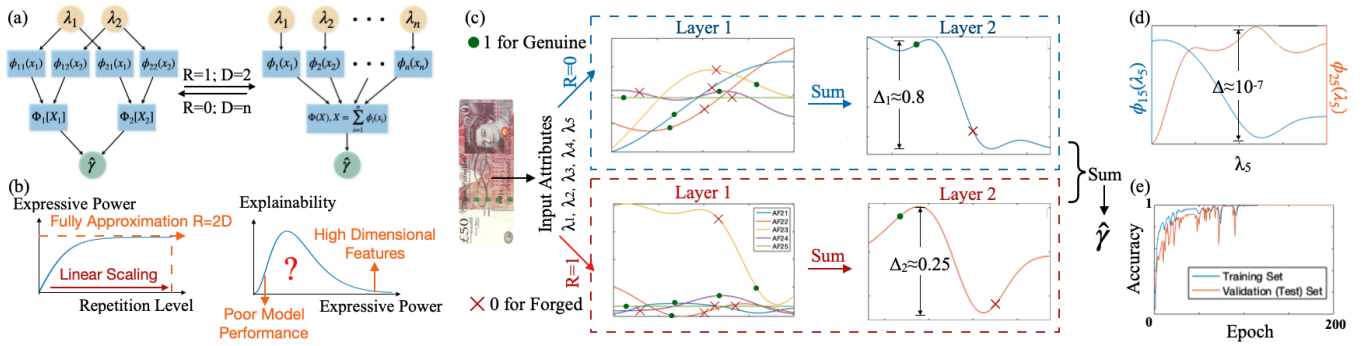 (a)
λ1 λ2
ϕ11(x1) ϕ12(x2) ϕ21(x1) ϕ22(x2)
Φ1[X1] Φ2[X2]
γ̂
R=1; D=2
R=0; D=n
λ1 λ2 • • • λn
ϕ1(x1) ϕ2(x2) ϕn(xn)
Φ(X), X = ∑ⁿᵢ₌₁ ϕi(xi)
γ̂
(b)
Expressive Power
Fully Approximation R=2D
Linear Scaling
Repetition Level
Explainability
High Dimensional
Features
?
Expressive Power
Poor Model
Performance
(c)
1 for Genuine
£50
0 for Forged
Input Attributes
λ1, λ2, λ3, λ4, λ5
R=0
R=1
Layer 1
Sum
Layer 2
Δ1≈0.8
Layer 1
AF21
AF22
AF23
AF24
AF25
Sum
Layer 2
Δ2≈0.25
Sum
γ̂
(d)
ϕ15(λ5)
Δ≈10-7
ϕ25(λ5)
λ5
(e)
Accuracy
1
Training Set
Validation (Test) Set
0
Epoch
200